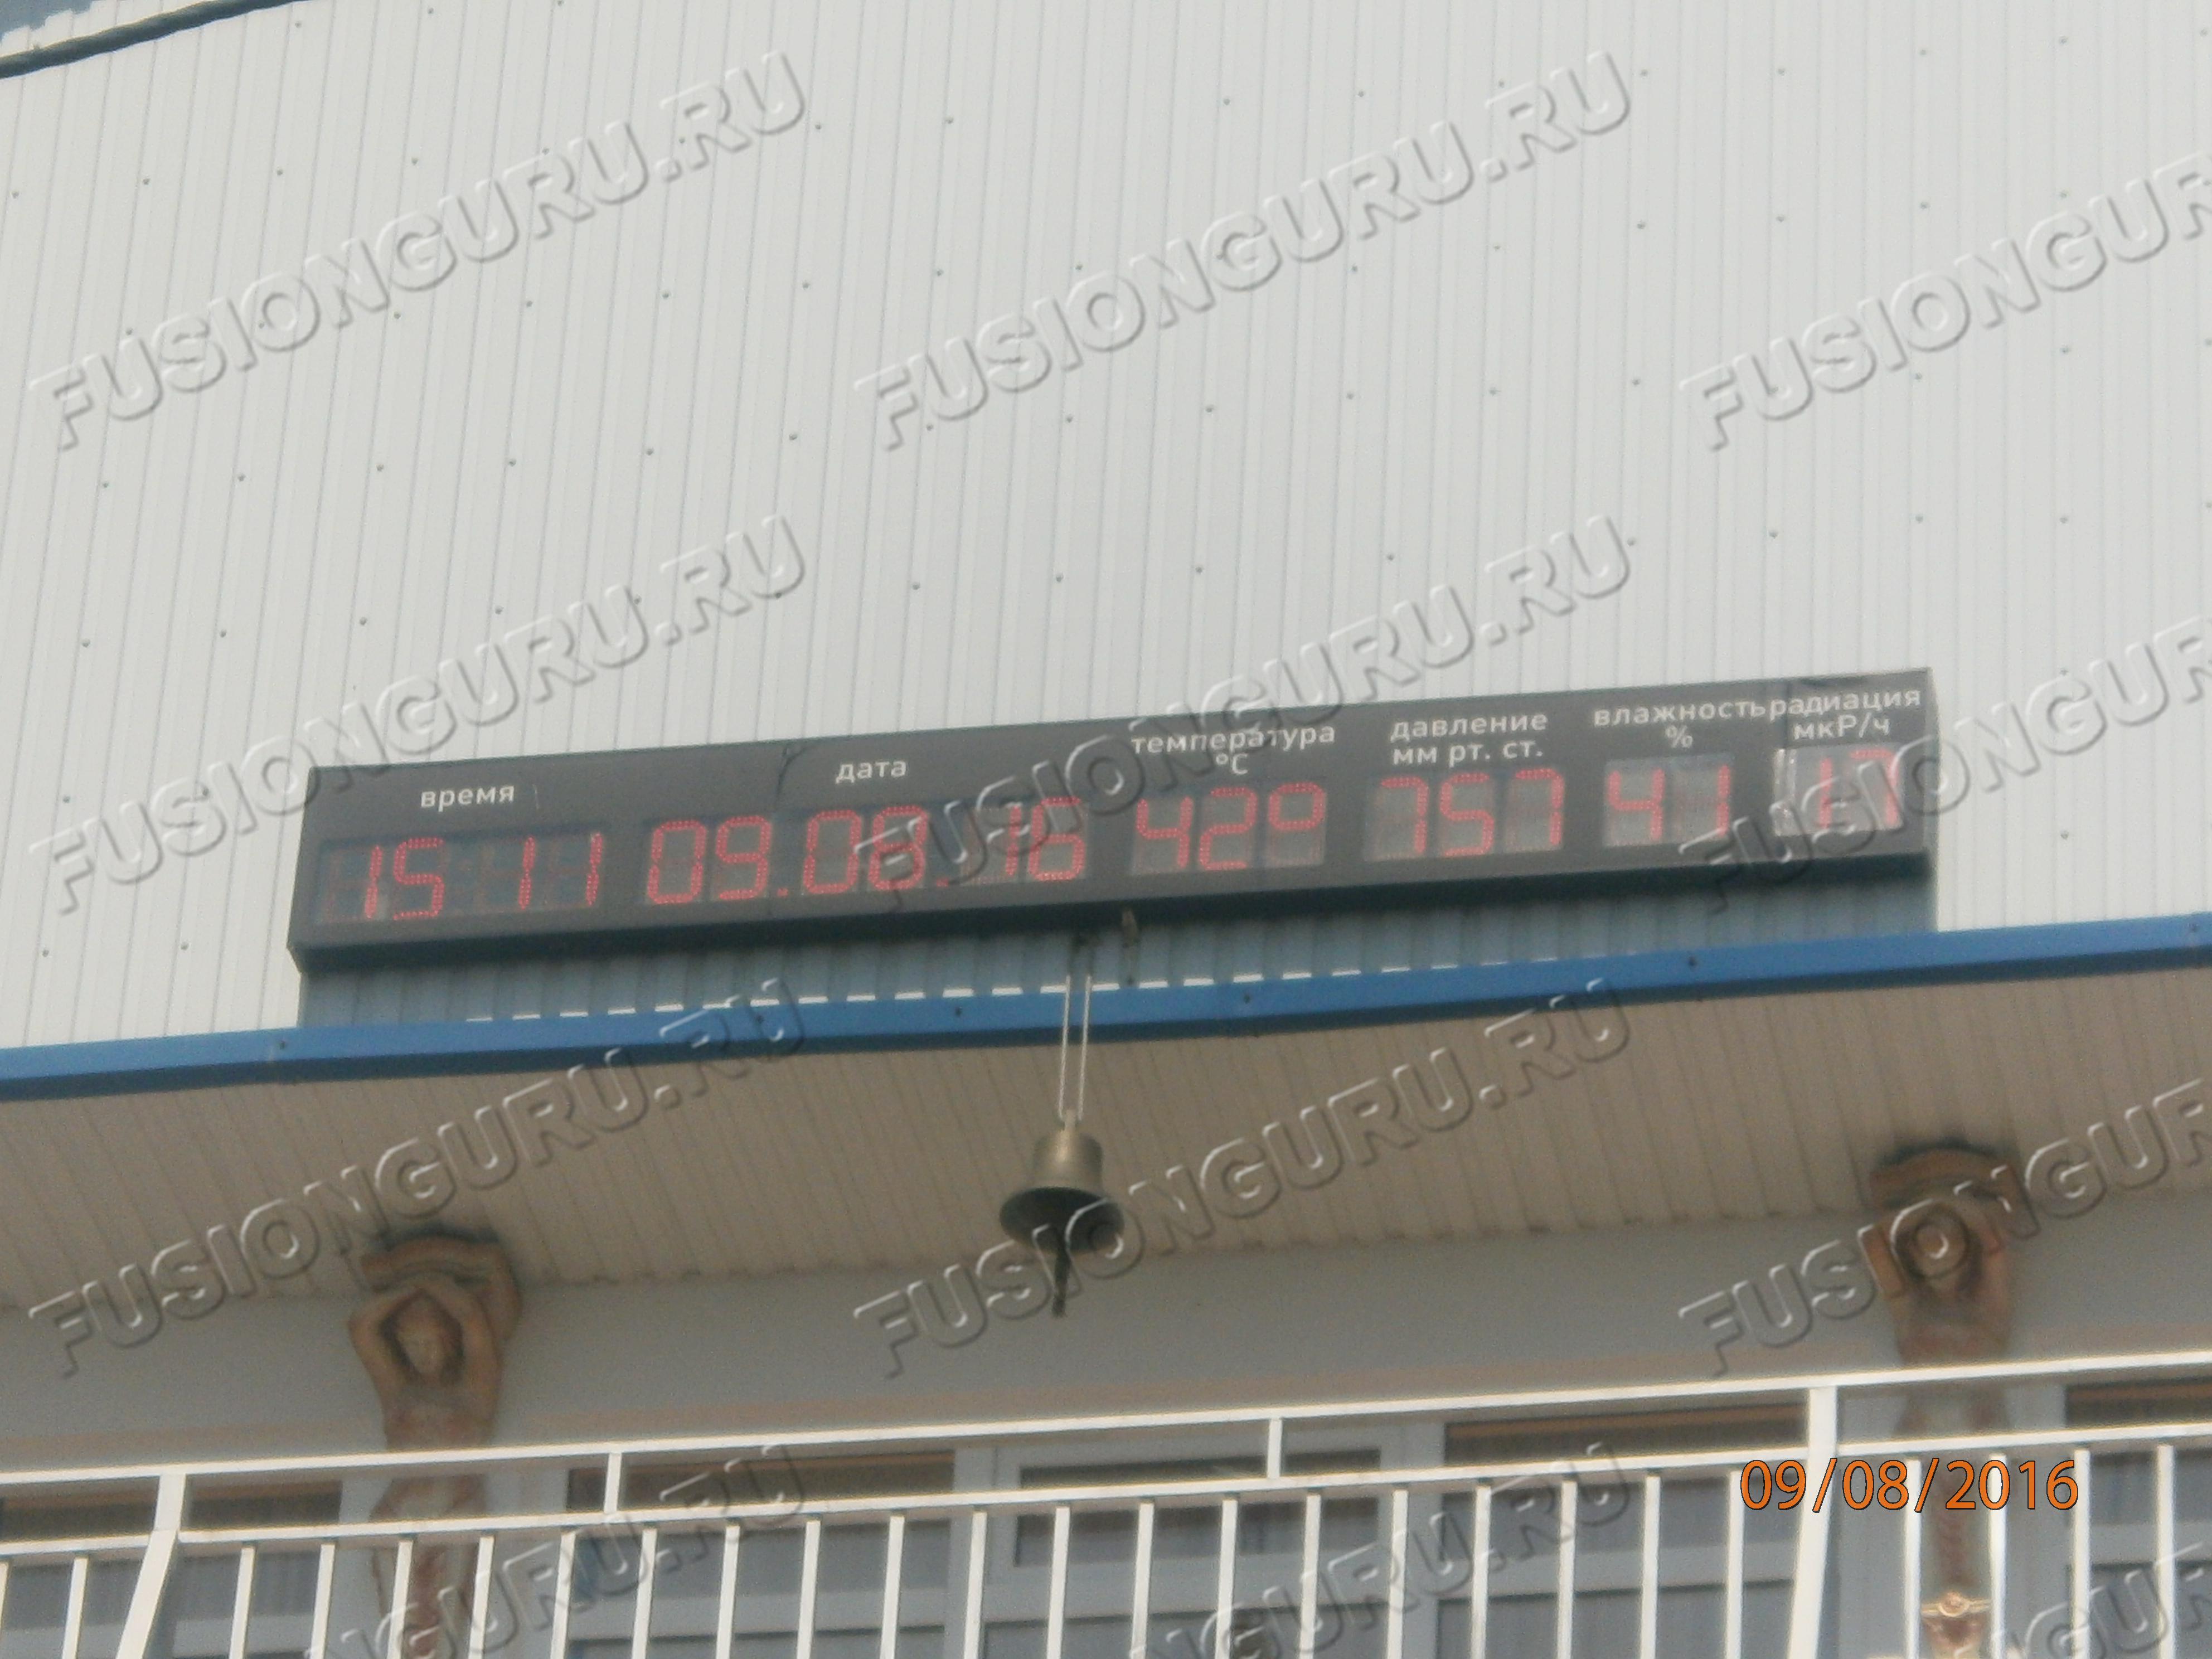 время
дата
температура
°C
давление
мм рт. ст.
влажность
%
радиация
мкР/ч
15 11 09.08.16 42° 757 41 17
09/08/2016
FUSIONGURU.RU